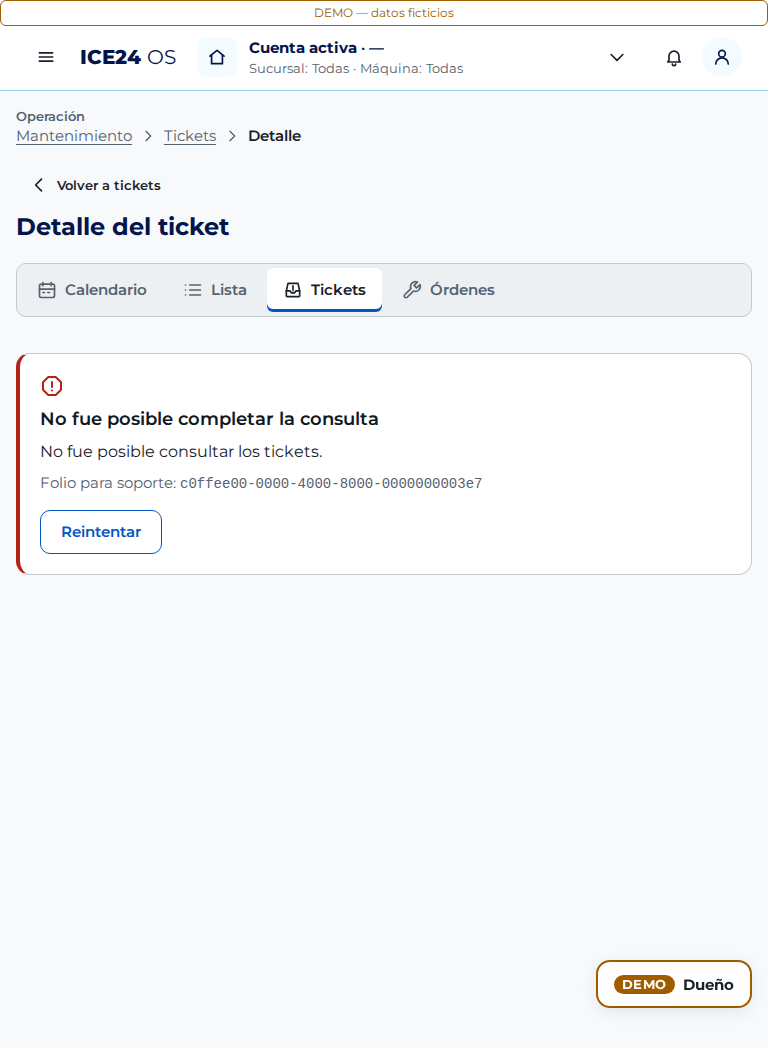 DEMO — datos ficticios
ICE24 OS
Cuenta activa · —
Sucursal: Todas · Máquina: Todas
Operación
Mantenimiento > Tickets > Detalle
Volver a tickets
Detalle del ticket
Calendario Lista Tickets Órdenes
No fue posible completar la consulta
No fue posible consultar los tickets.
Folio para soporte: c0ffee00-0000-4000-8000-0000000003e7
Reintentar
DEMO Dueño